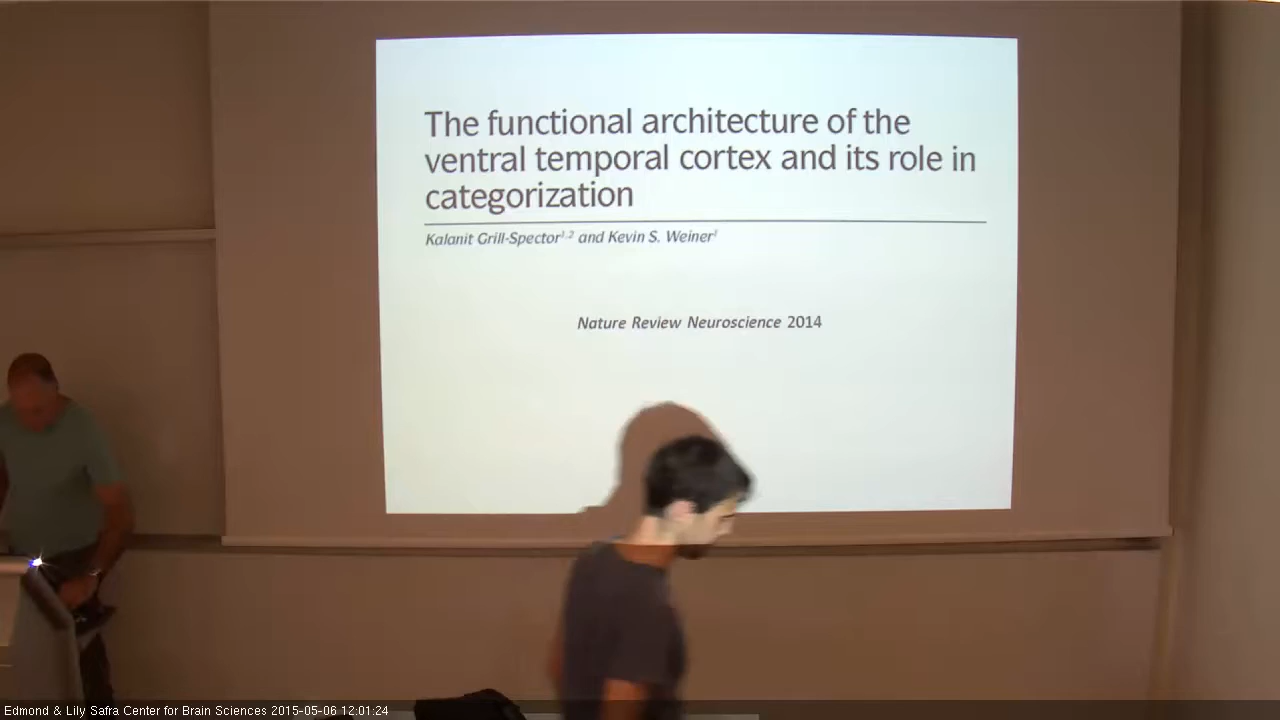 The functional architecture of the
ventral temporal cortex and its role in
categorization
Kalanit Grill-Spector1,2 and Kevin S. Weiner1
Nature Review Neuroscience 2014
Edmond & Lily Safra Center for Brain Sciences 2015-05-06 12:01:24